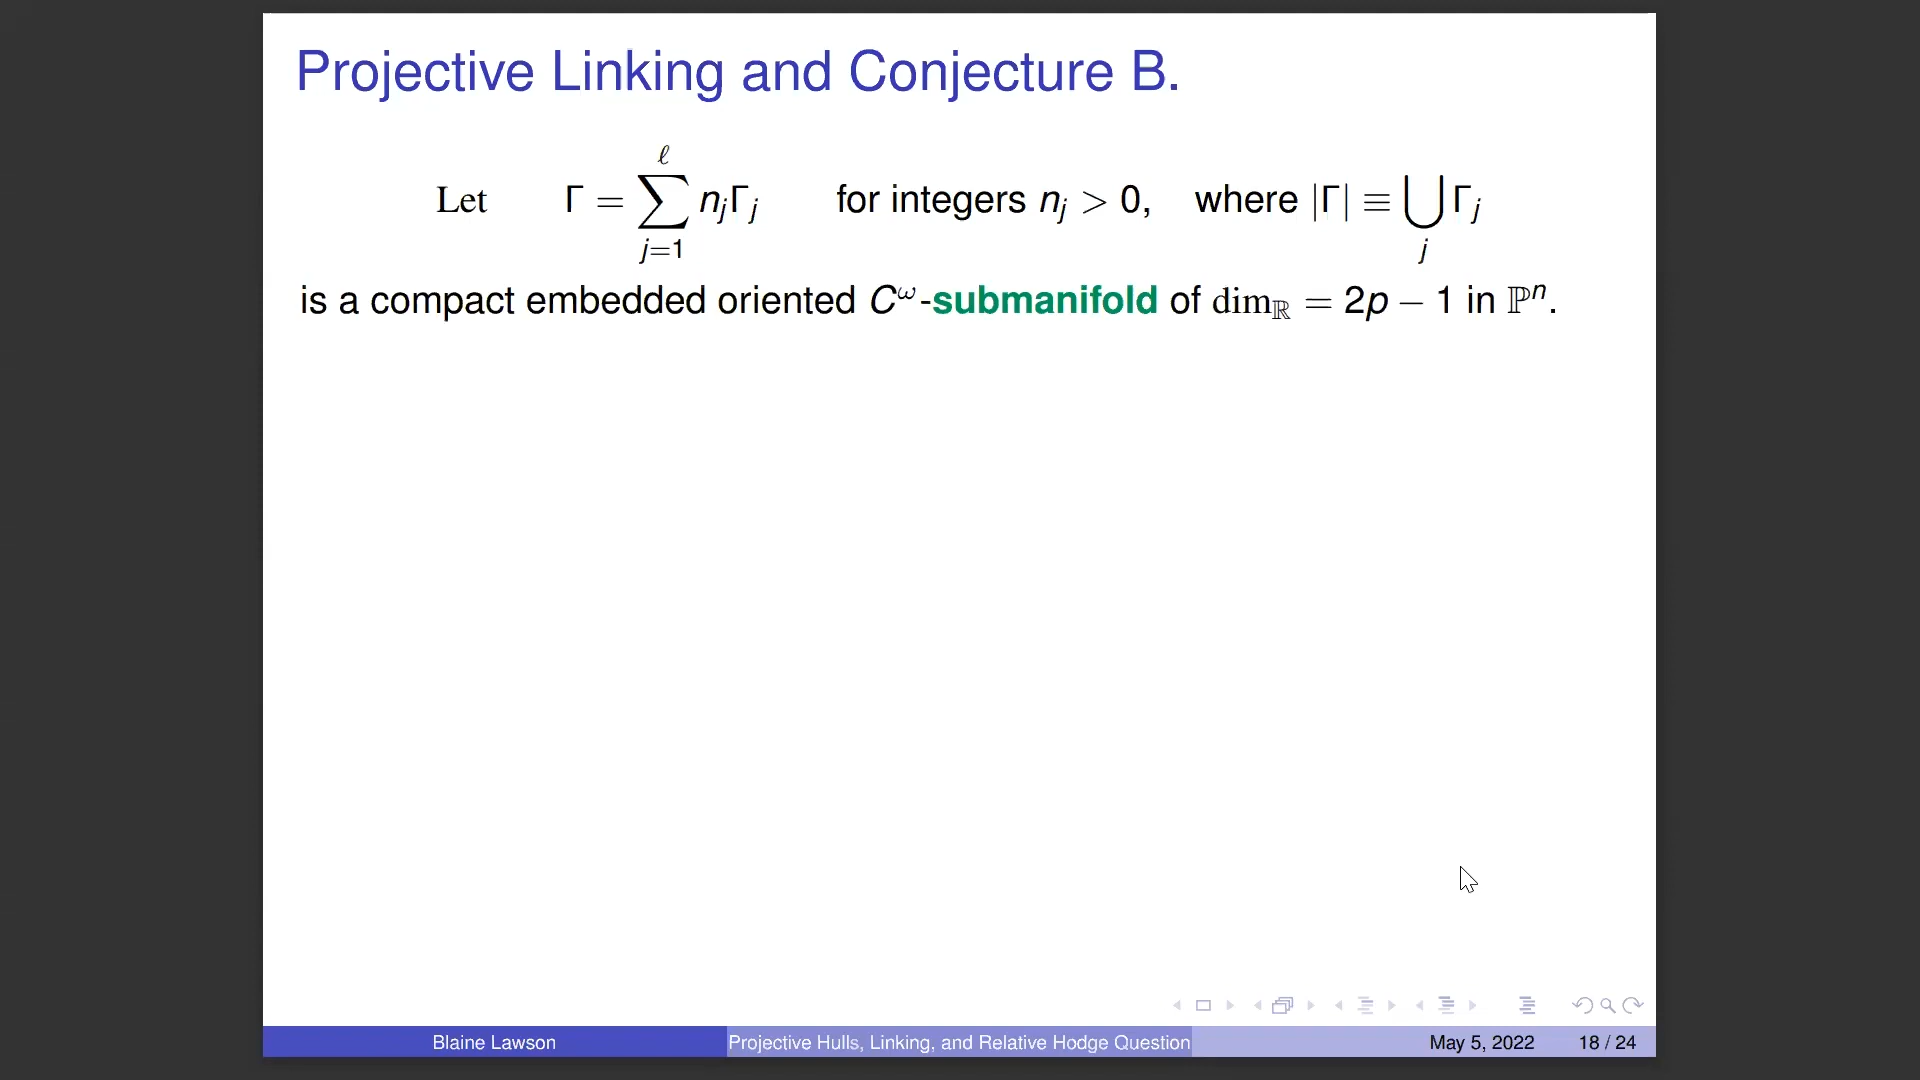 Projective Linking and Conjecture B.
Let Γ = ∑_{j=1}^{ℓ} n_jΓ_j for integers n_j > 0, where |Γ| ≡ ⋃_j Γ_j
is a compact embedded oriented C^ω-submanifold of dim_ℝ = 2p − 1 in ℙ^n.
Blaine Lawson Projective Hulls, Linking, and Relative Hodge Question May 5, 2022 18 / 24